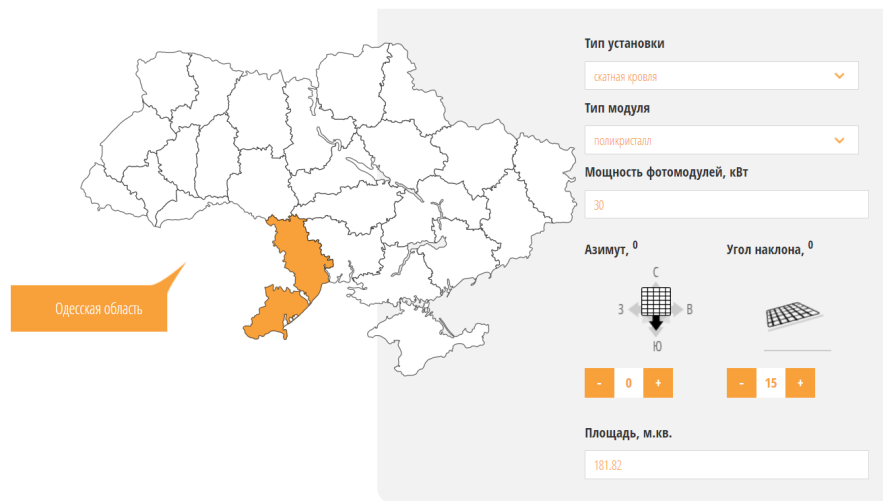 Тип установки
скатная кровля
Тип модуля
поликристалл
Мощность фотомодулей, кВт
30
Азимут, 0
Угол наклона, 0
С
З
В
Ю
- 0 +
- 15 +
Площадь, м.кв.
181.82
Одесская область